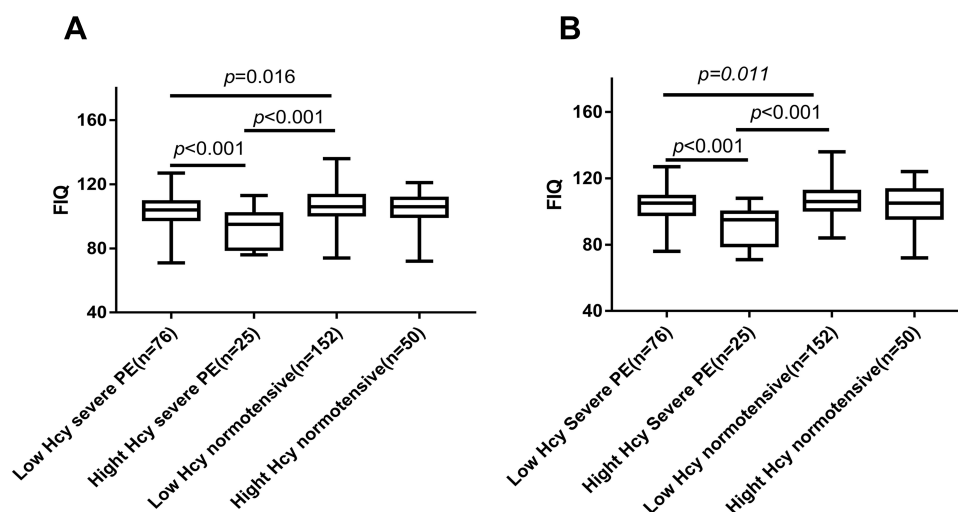 A
p=0.016
p<0.001
p<0.001
FIQ
160
120
80
40
Low Hcy severe PE(n=76)
Hight Hcy severe PE(n=25)
Low Hcy normotensive(n=152)
Hight Hcy normotensive(n=50)
B
p=0.011
p<0.001
p<0.001
FIQ
160
120
80
40
Low Hcy Severe PE(n=76)
Hight Hcy Severe PE(n=25)
Low Hcy normotensive(n=152)
Hight Hcy normotensive(n=50)